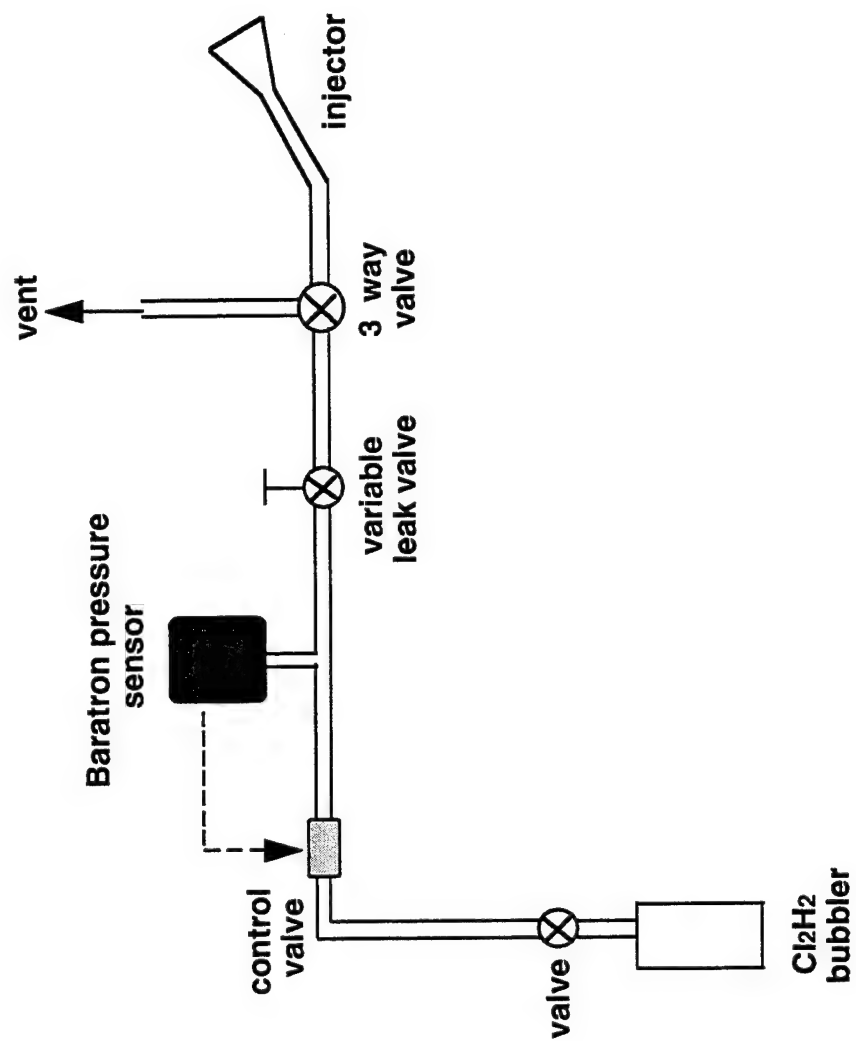 vent
injector
3 way
valve
variable
leak valve
Baratron pressure
sensor
control
valve
valve
Cl2H2
bubbler